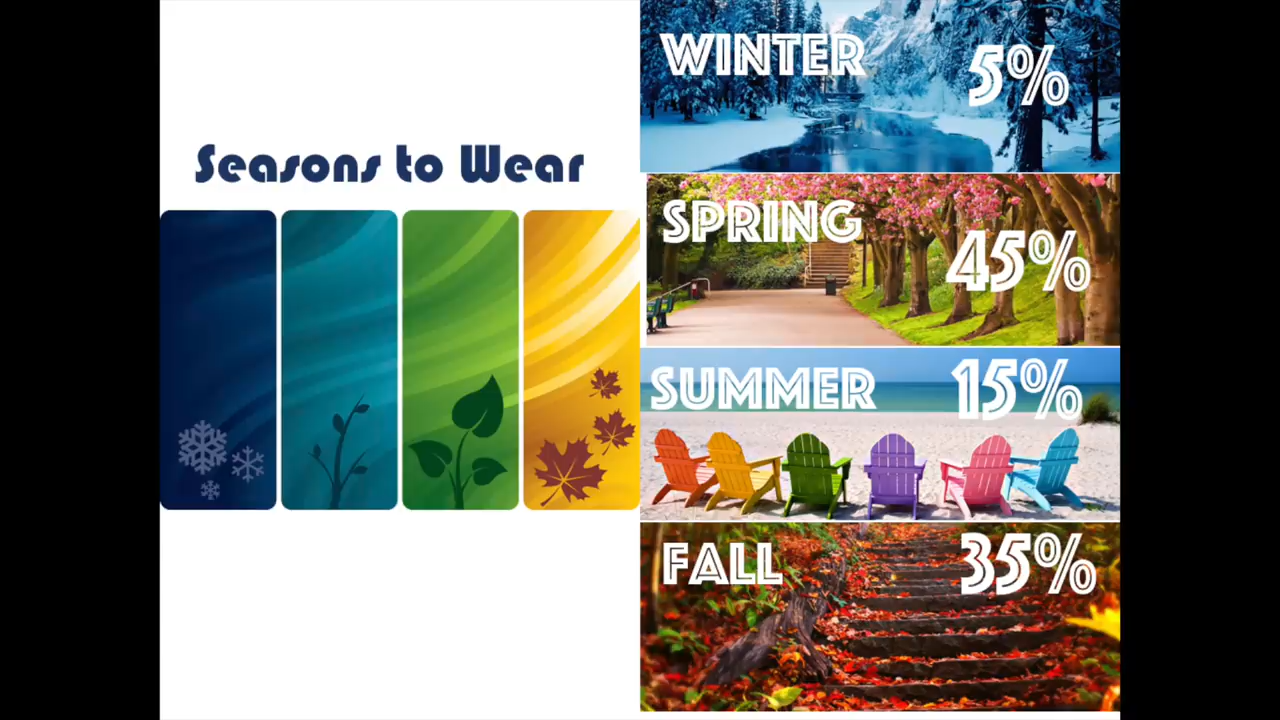 Seasons to Wear
WINTER
5%
SPRING
45%
SUMMER
15%
FALL
35%